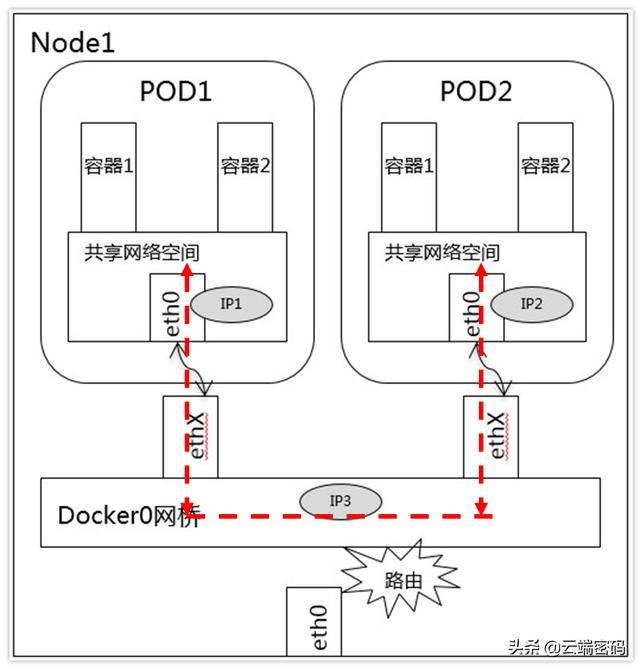 Node1
POD1
POD2
容器1
容器2
容器1
容器2
共享网络空间
共享网络空间
eth0
IP1
eth0
IP2
ethX
ethX
Docker0网桥
IP3
路由
eth0
头条 @云端密码